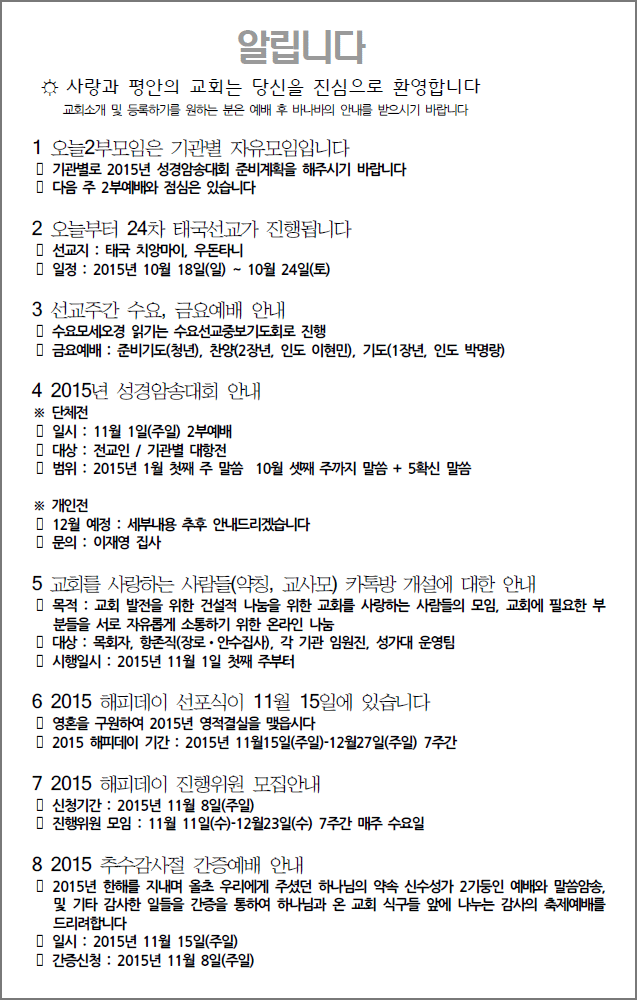 알립니다
☼ 사랑과 평안의 교회는 당신을 진심으로 환영합니다
교회소개 및 등록하기를 원하는 분은 예배 후 바나바의 안내를 받으시기 바랍니다
1 오늘2부모임은 기관별 자유모임입니다
▯ 기관별로 2015년 성경암송대회 준비계획을 해주시기 바랍니다
▯ 다음 주 2부예배와 점심은 있습니다
2 오늘부터 24차 태국선교가 진행됩니다
▯ 선교지 : 태국 치앙마이, 우돈타니
▯ 일정 : 2015년 10월 18일(일) ~ 10월 24일(토)
3 선교주간 수요, 금요예배 안내
▯ 수요모세오경 읽기는 수요선교중보기도회로 진행
▯ 금요예배 : 준비기도(청년), 찬양(2장년, 인도 이현민), 기도(1장년, 인도 박명랑)
4 2015년 성경암송대회 안내
※ 단체전
▯ 일시 : 11월 1일(주일) 2부예배
▯ 대상 : 전교인 / 기관별 대항전
▯ 범위 : 2015년 1월 첫째 주 말씀 10월 셋째 주까지 말씀 + 5확신 말씀
※ 개인전
▯ 12월 예정 : 세부내용 추후 안내드리겠습니다
▯ 문의 : 이재영 집사
5 교회를 사랑하는 사람들(약칭, 교사모) 카톡방 개설에 대한 안내
▯ 목적 : 교회 발전을 위한 건설적 나눔을 위한 교회를 사랑하는 사람들의 모임, 교회에 필요한 부
분들을 서로 자유롭게 소통하기 위한 온라인 나눔
▯ 대상 : 목회자, 항존직(장로・안수집사), 각 기관 임원진, 성가대 운영팀
▯ 시행일시 : 2015년 11월 1일 첫째 주부터
6 2015 해피데이 선포식이 11월 15일에 있습니다
▯ 영혼을 구원하여 2015년 영적결실을 맺읍시다
▯ 2015 해피데이 기간 : 2015년 11월15일(주일)-12월27일(주일) 7주간
7 2015 해피데이 진행위원 모집안내
▯ 신청기간 : 2015년 11월 8일(주일)
▯ 진행위원 모임 : 11월 11일(수)-12월23일(수) 7주간 매주 수요일
8 2015 추수감사절 간증예배 안내
▯ 2015년 한해를 지내며 올초 우리에게 주셨던 하나님의 약속 신수성가 2기둥인 예배와 말씀암송,
및 기타 감사한 일들을 간증을 통하여 하나님과 온 교회 식구들 앞에 나누는 감사의 축제예배를
드리려합니다
▯ 일시 : 2015년 11월 15일(주일)
▯ 간증신청 : 2015년 11월 8일(주일)